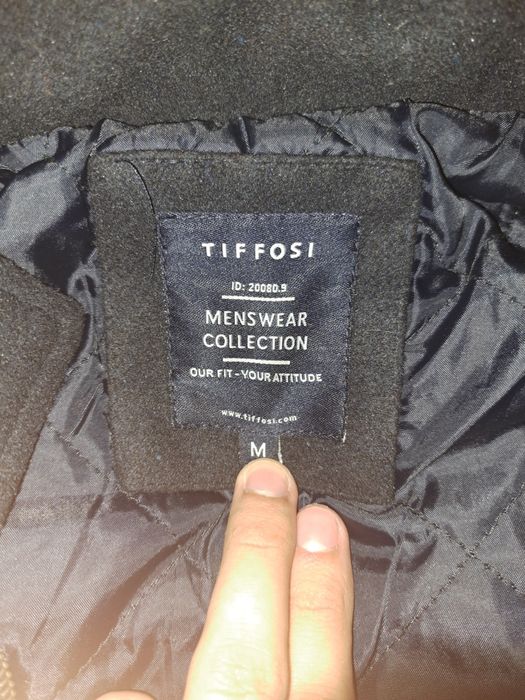 TIFFOSI
ID: 20080.9
MENSWEAR
COLLECTION
OUR FIT - YOUR ATTITUDE
www.tiffosi.com
M